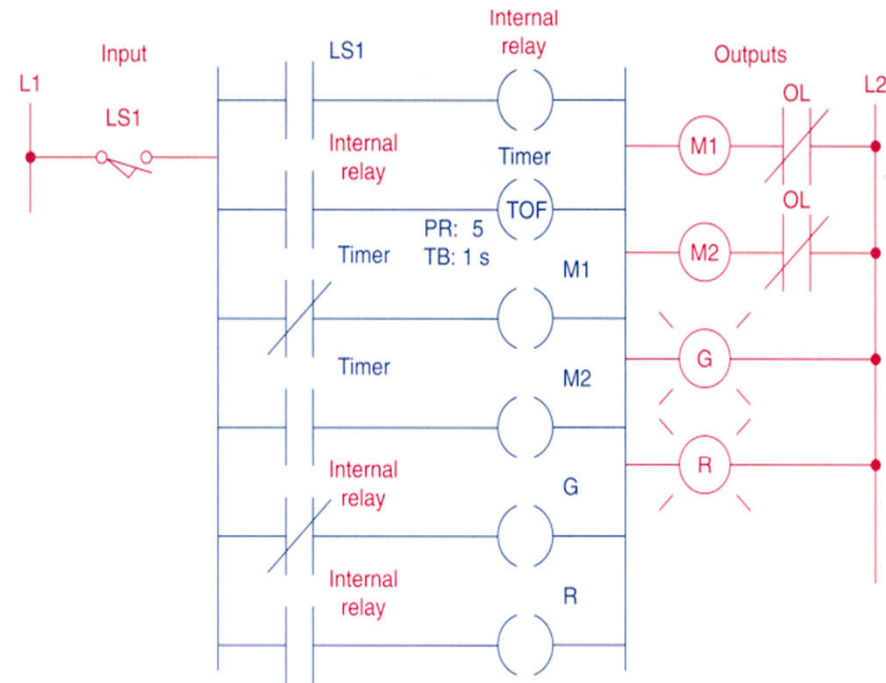 Input
L1
LS1
LS1
Internal
relay
Outputs
L2
OL
M1
Internal
relay
Timer
TOF
PR: 5
TB: 1 s
OL
M2
Timer
M1
G
Timer
M2
R
Internal
relay
G
Internal
relay
R